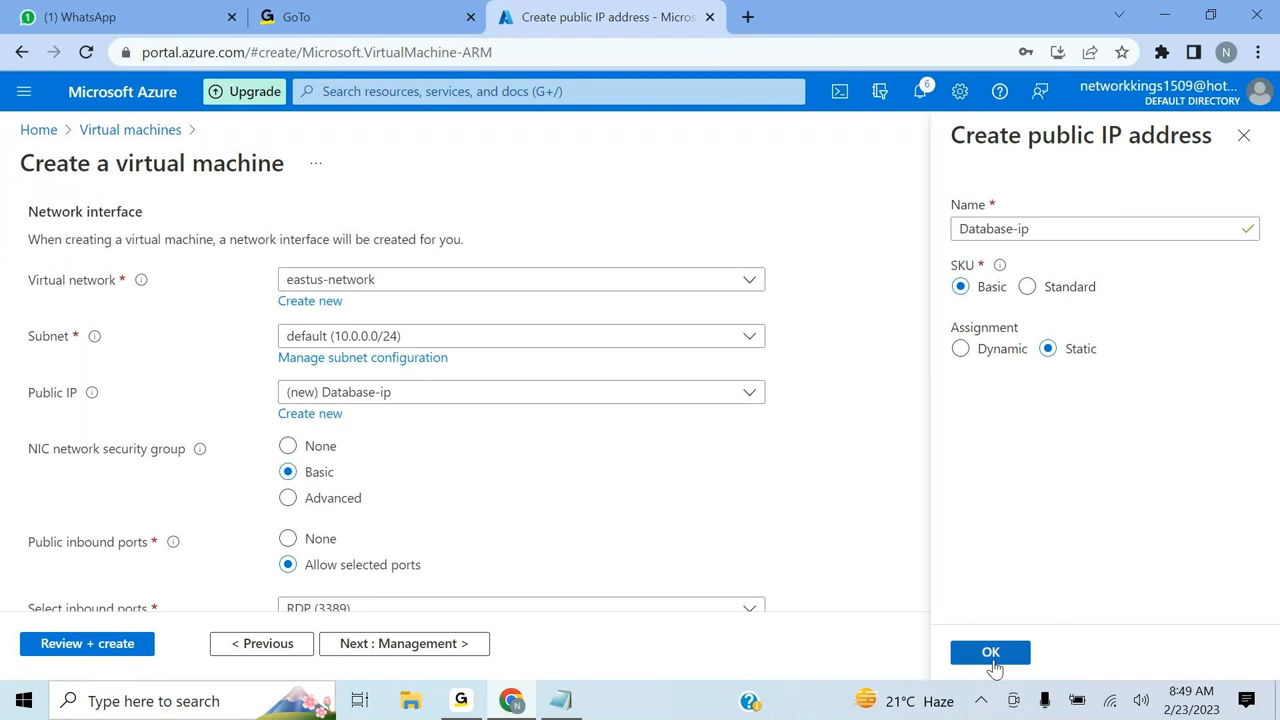 (1) WhatsApp
GoTo
Create public IP address - Micros
portal.azure.com/#create/Microsoft.VirtualMachine-ARM
N
Microsoft Azure
Upgrade
Search resources, services, and docs (G+/)
6
networkkings1509@hot...
DEFAULT DIRECTORY
Home > Virtual machines >
Create a virtual machine ...
Network interface
When creating a virtual machine, a network interface will be created for you.
Virtual network *
eastus-network
Create new
Subnet *
default (10.0.0.0/24)
Manage subnet configuration
Public IP
(new) Database-ip
Create new
NIC network security group
None
Basic
Advanced
Public inbound ports *
None
Allow selected ports
Select inbound ports *
RDP (3389)
Review + create
< Previous
Next : Management >
Create public IP address
Name *
Database-ip
SKU *
Basic
Standard
Assignment
Dynamic
Static
OK
Type here to search
21°C Haze
8:49 AM
2/23/2023